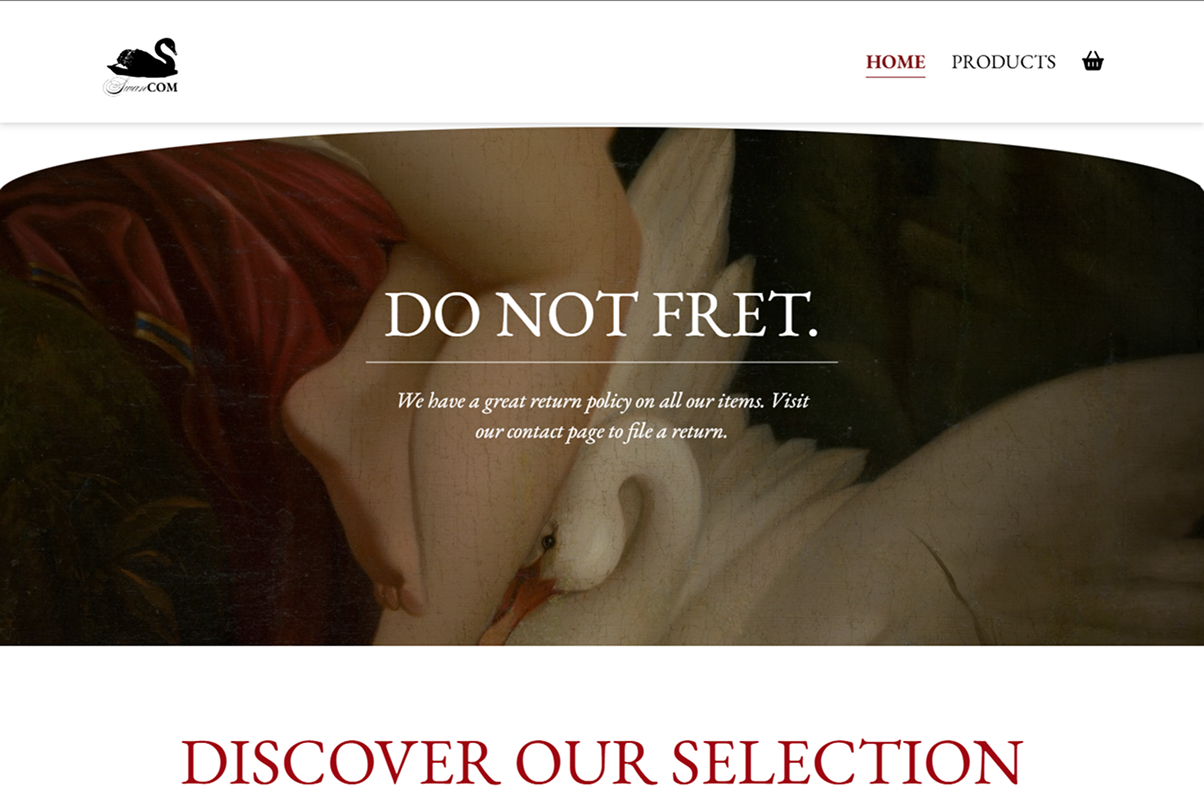 SwanCOM
HOME PRODUCTS
DO NOT FRET.
We have a great return policy on all our items. Visit
our contact page to file a return.
DISCOVER OUR SELECTION